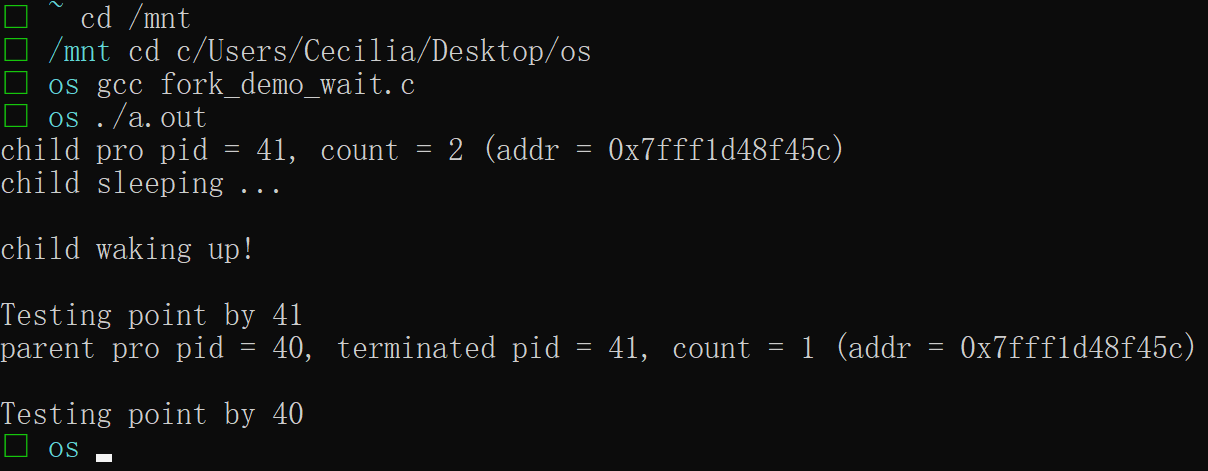 □ ~ cd /mnt
□ /mnt cd c/Users/Cecilia/Desktop/os
□ os gcc fork_demo_wait.c
□ os ./a.out
child pro pid = 41, count = 2 (addr = 0x7fff1d48f45c)
child sleeping ...
child waking up!
Testing point by 41
parent pro pid = 40, terminated pid = 41, count = 1 (addr = 0x7fff1d48f45c)
Testing point by 40
□ os